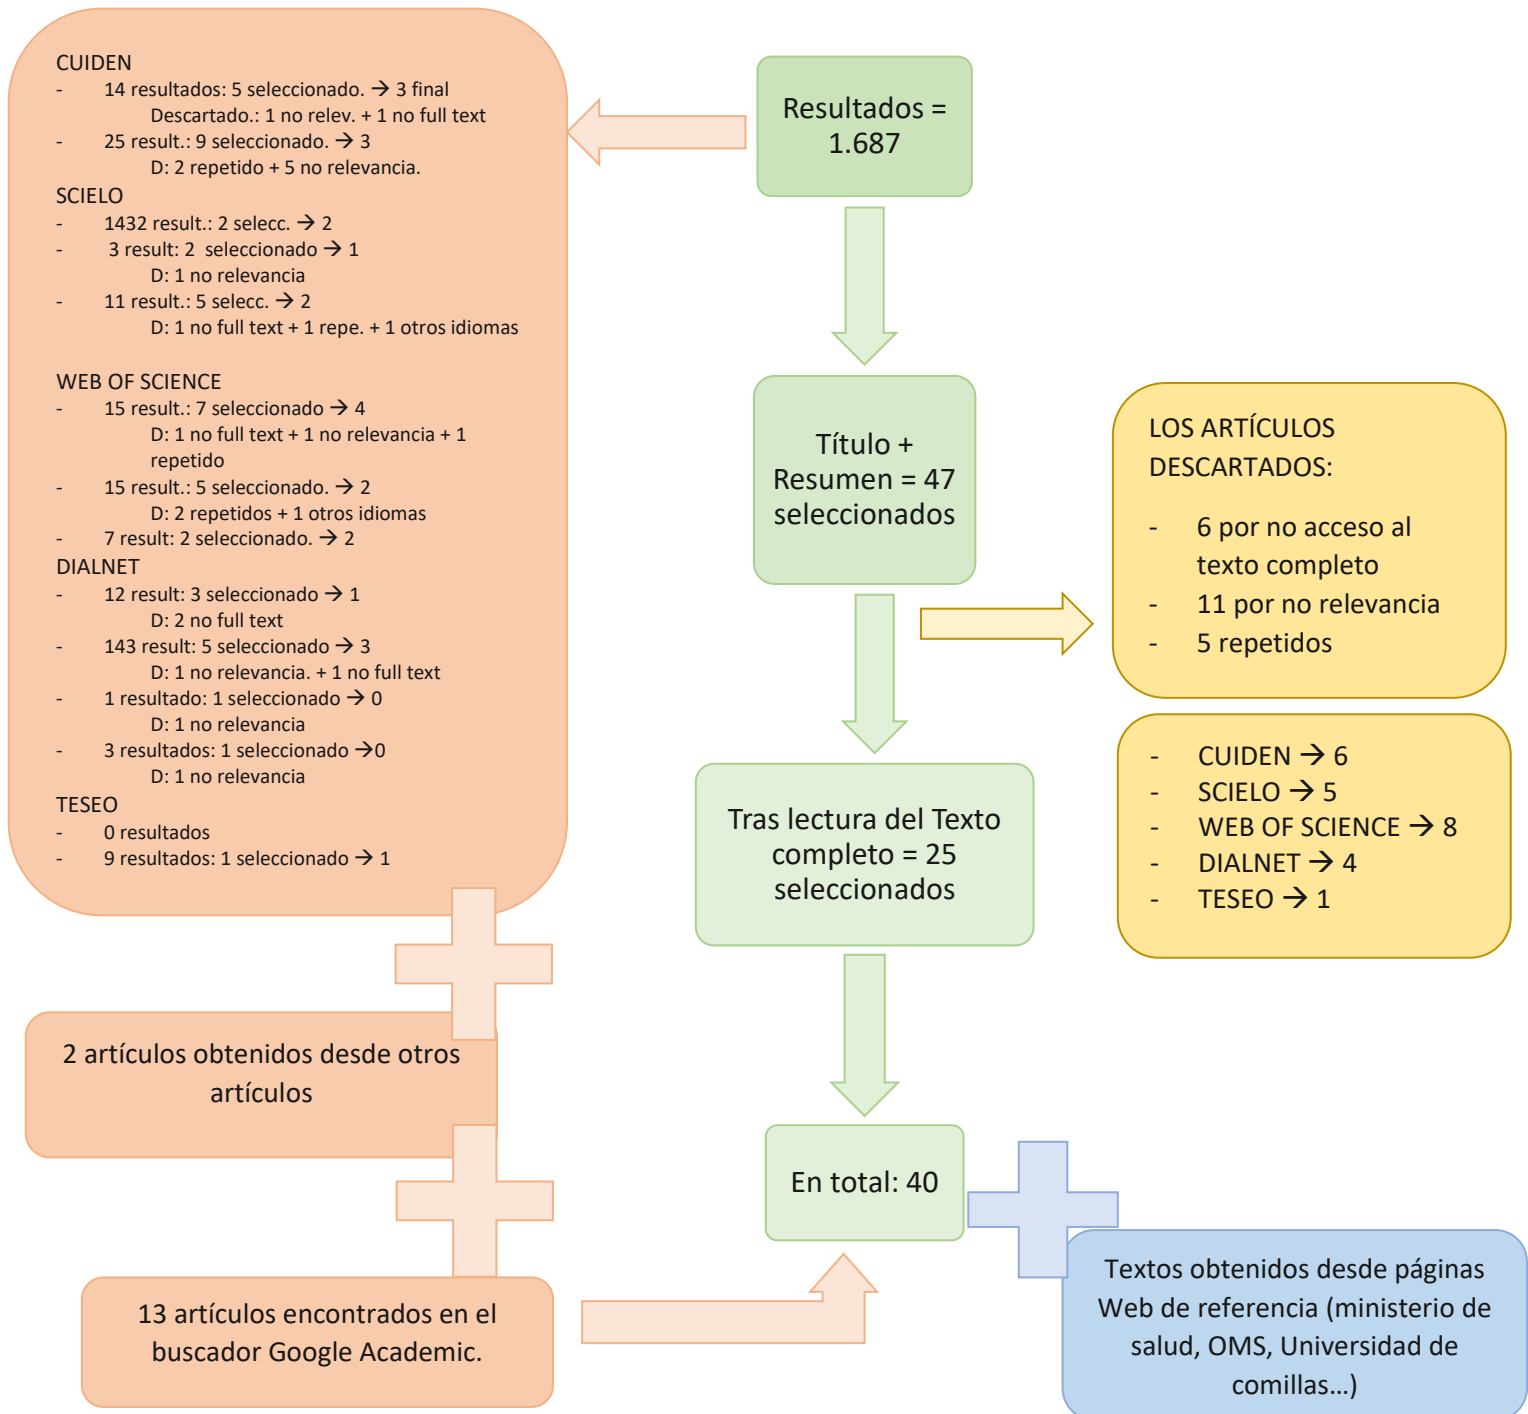 CUIDEN
- 14 resultados: 5 seleccionado. → 3 final
Descartado.: 1 no relev. + 1 no full text
- 25 result.: 9 seleccionado. → 3
D: 2 repetido + 5 no relevancia.
SCIELO
- 1432 result.: 2 selecc. → 2
- 3 result: 2 seleccionado → 1
D: 1 no relevancia
- 11 result.: 5 selecc. → 2
D: 1 no full text + 1 repe. + 1 otros idiomas
WEB OF SCIENCE
- 15 result.: 7 seleccionado → 4
D: 1 no full text + 1 no relevancia + 1
repetido
- 15 result.: 5 seleccionado. → 2
D: 2 repetidos + 1 otros idiomas
- 7 result: 2 seleccionado. → 2
DIALNET
- 12 result: 3 seleccionado → 1
D: 2 no full text
- 143 result: 5 seleccionado → 3
D: 1 no relevancia. + 1 no full text
- 1 resultado: 1 seleccionado → 0
D: 1 no relevancia
- 3 resultados: 1 seleccionado →0
D: 1 no relevancia
TESEO
- 0 resultados
- 9 resultados: 1 seleccionado → 1
2 artículos obtenidos desde otros
artículos
13 artículos encontrados en el
buscador Google Academic.
Resultados =
1.687
Título +
Resumen = 47
seleccionados
Tras lectura del Texto
completo = 25
seleccionados
En total: 40
LOS ARTÍCULOS
DESCARTADOS:
- 6 por no acceso al
texto completo
- 11 por no relevancia
- 5 repetidos
- CUIDEN → 6
- SCIELO → 5
- WEB OF SCIENCE → 8
- DIALNET → 4
- TESEO → 1
Textos obtenidos desde páginas
Web de referencia (ministerio de
salud, OMS, Universidad de
comillas…)